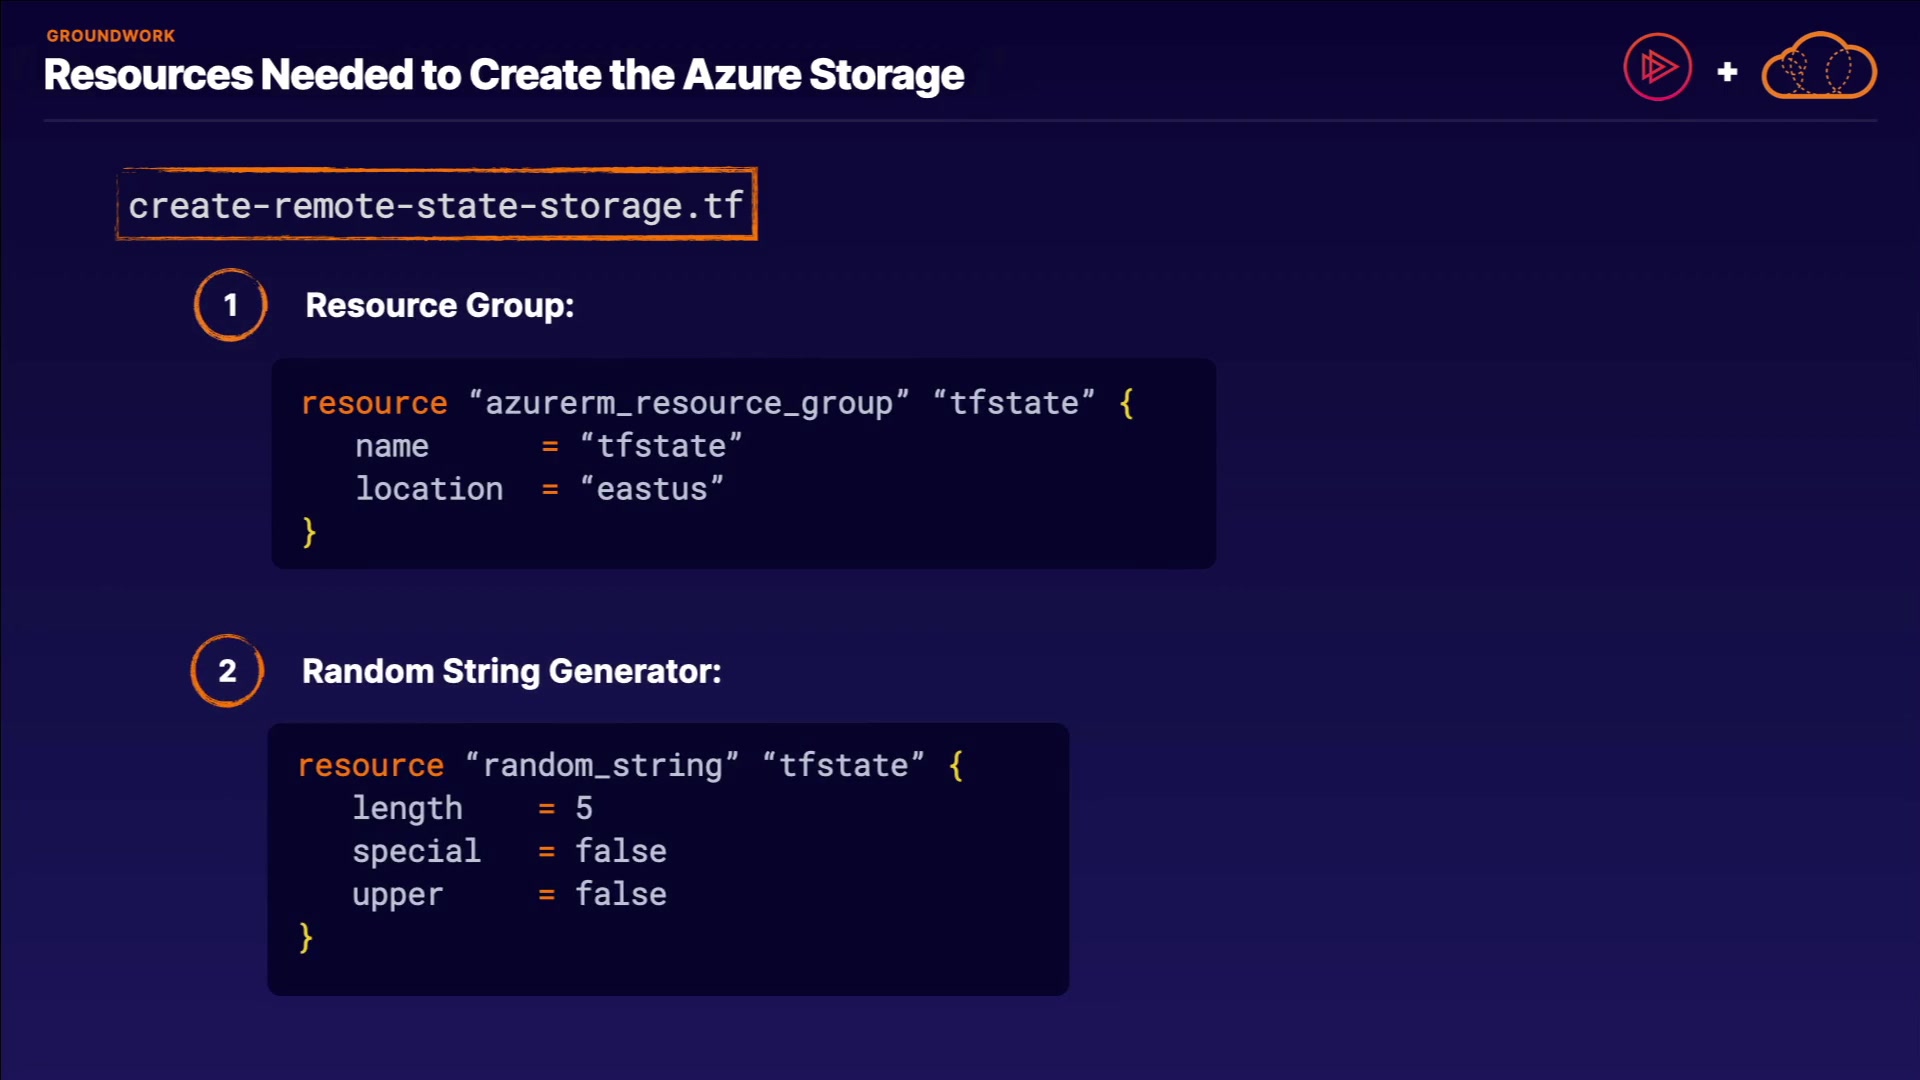 GROUNDWORK
Resources Needed to Create the Azure Storage
+
create-remote-state-storage.tf
1 Resource Group:
resource “azurerm_resource_group” “tfstate” {
name = “tfstate”
location = “eastus”
}
2 Random String Generator:
resource “random_string” “tfstate” {
length = 5
special = false
upper = false
}